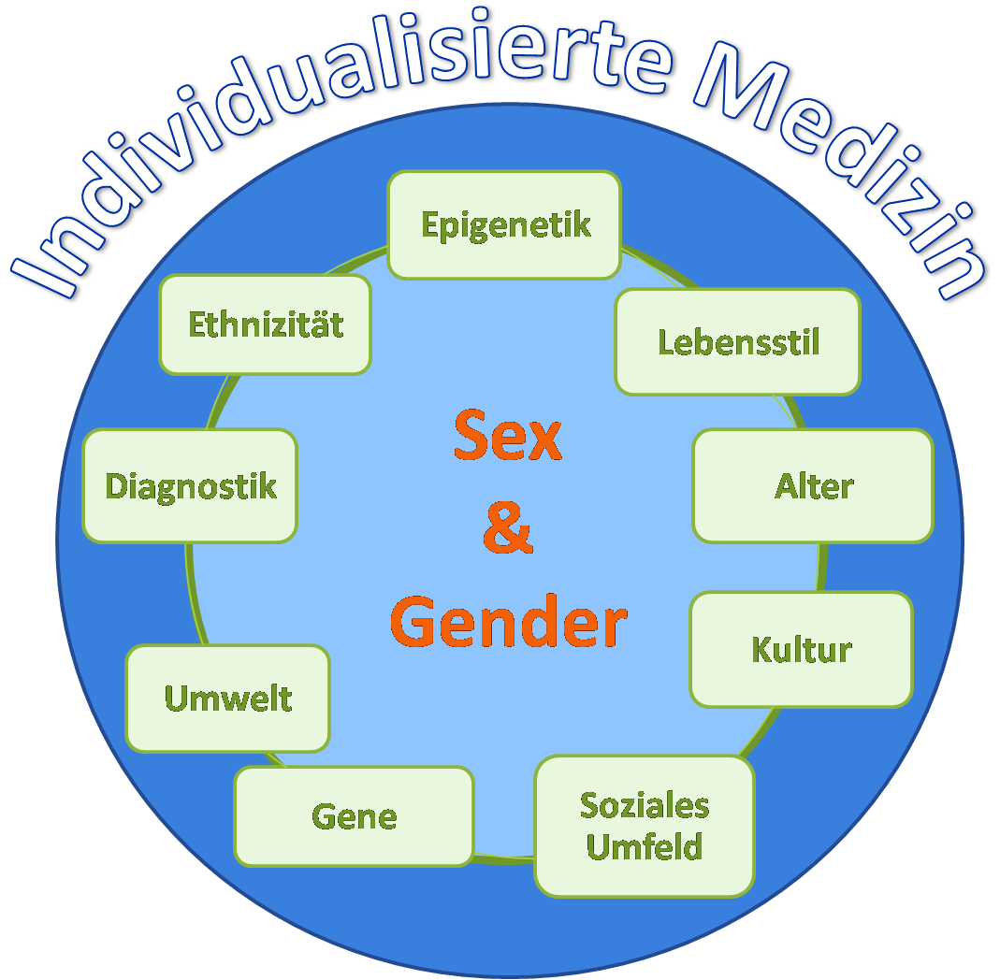 Individualisierte Medizin
Epigenetik
Ethnizität
Lebensstil
Sex
&
Gender
Diagnostik
Alter
Kultur
Umwelt
Gene
Soziales
Umfeld